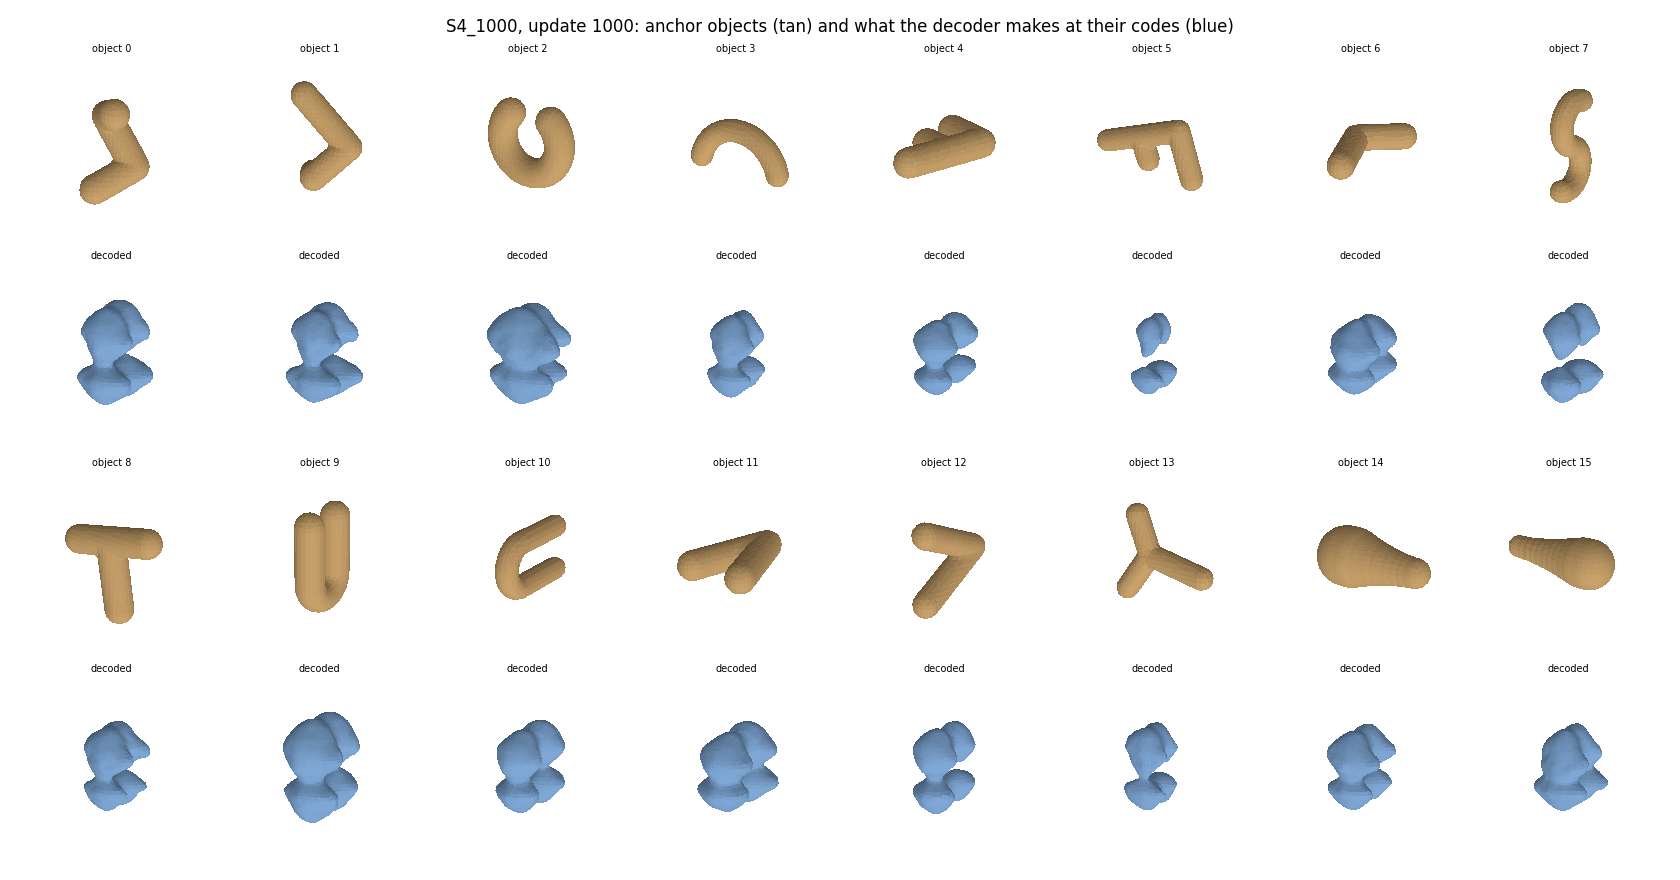 S4_1000, update 1000: anchor objects (tan) and what the decoder makes at their codes (blue)
object 0 object 1 object 2 object 3 object 4 object 5 object 6 object 7
decoded decoded decoded decoded decoded decoded decoded decoded
object 8 object 9 object 10 object 11 object 12 object 13 object 14 object 15
decoded decoded decoded decoded decoded decoded decoded decoded